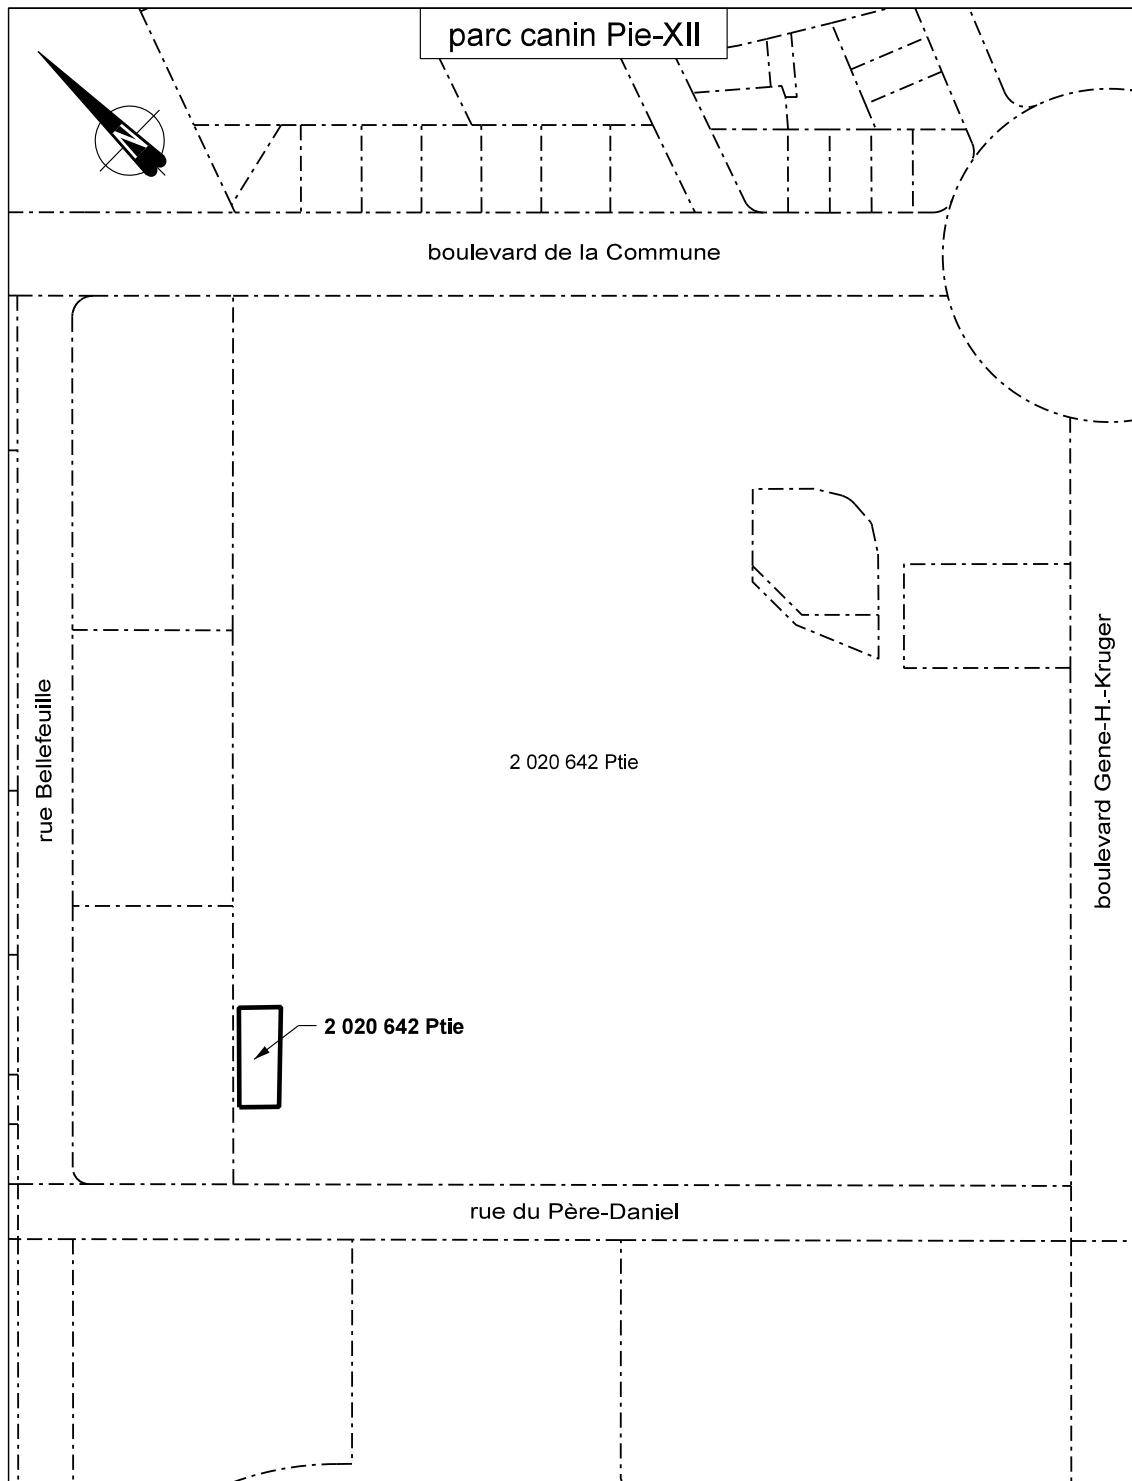 parc canin Pie-XII
N
boulevard de la Commune
rue Bellefeuille
boulevard Gene-H.-Kruger
2 020 642 Ptie
2 020 642 Ptie
rue du Père-Daniel